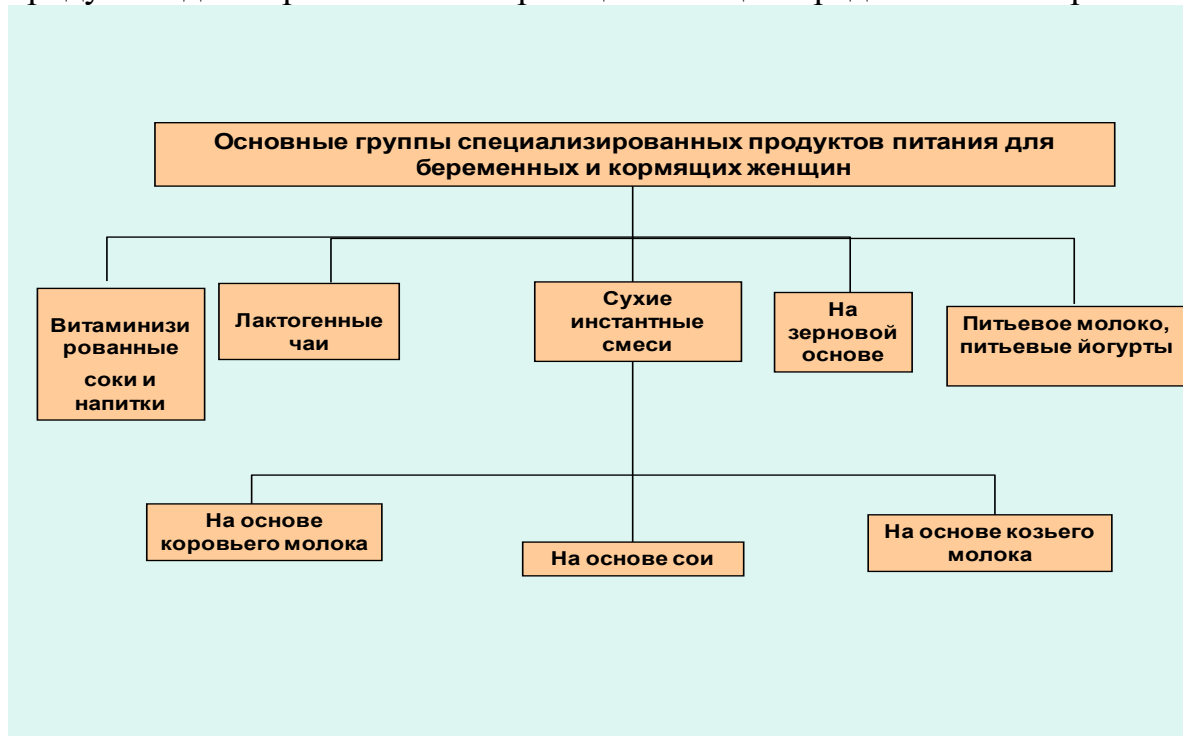 Основные группы специализированных продуктов питания для
беременных и кормящих женщин
Витаминизи
рованные
соки и
напитки
Лактогенные
чаи
Сухие
инстантные
смеси
На
зерновой
основе
Питьевое молоко,
питьевые йогурты
На основе
коровьего молока
На основе сои
На основе козьего
молока